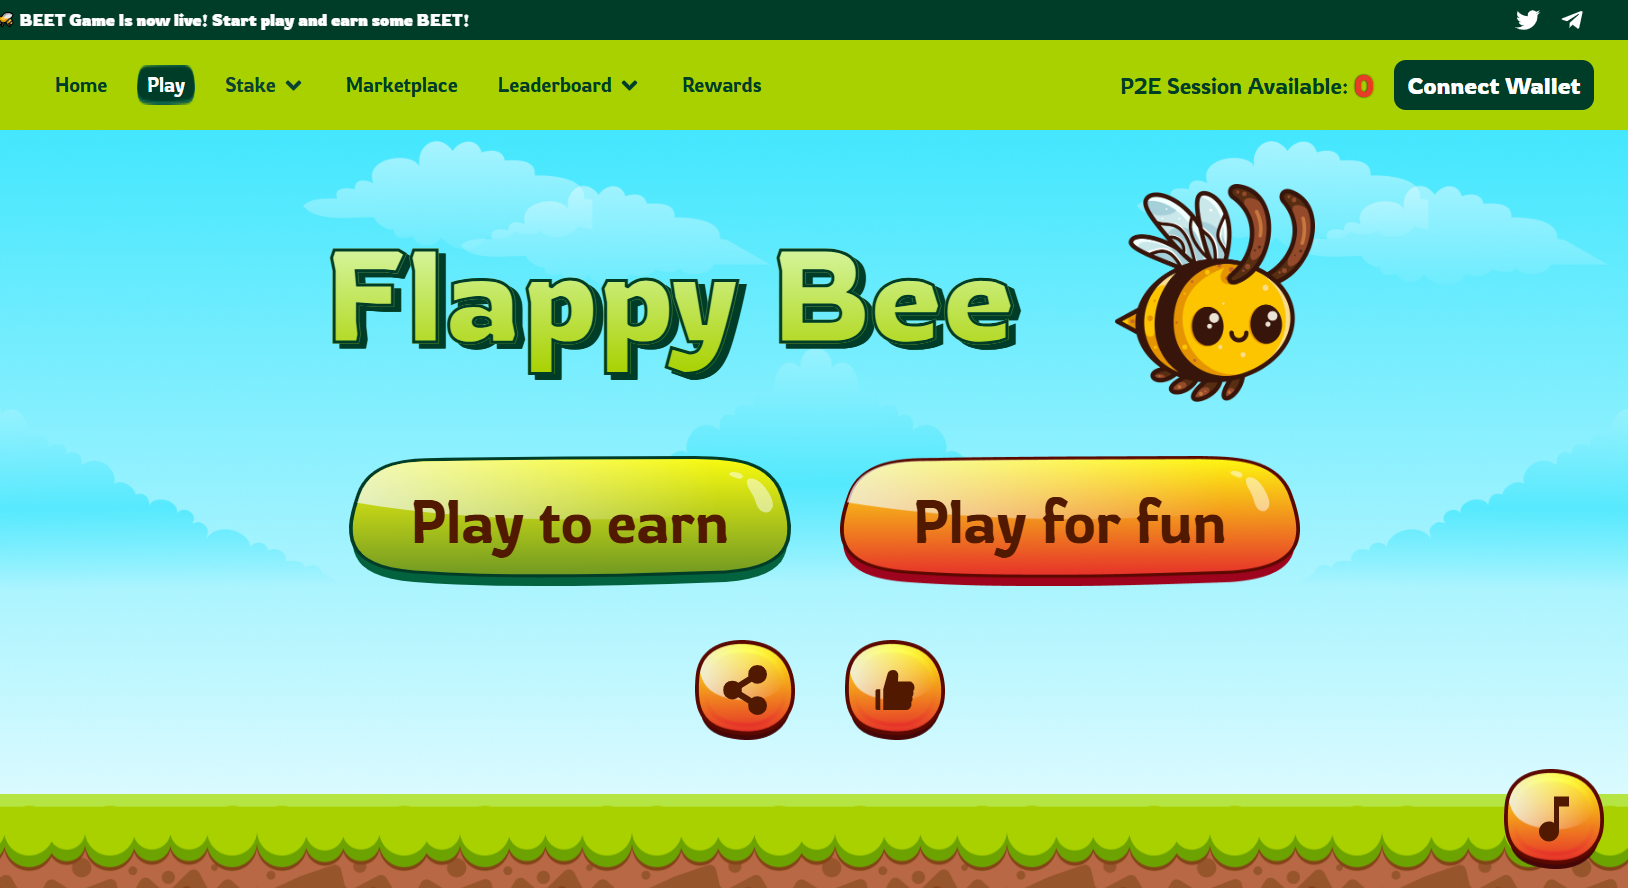 BEET Game is now live! Start play and earn some BEET!
Home Play Stake Marketplace Leaderboard Rewards P2E Session Available: 0 Connect Wallet
Flappy Bee
Play to earn Play for fun